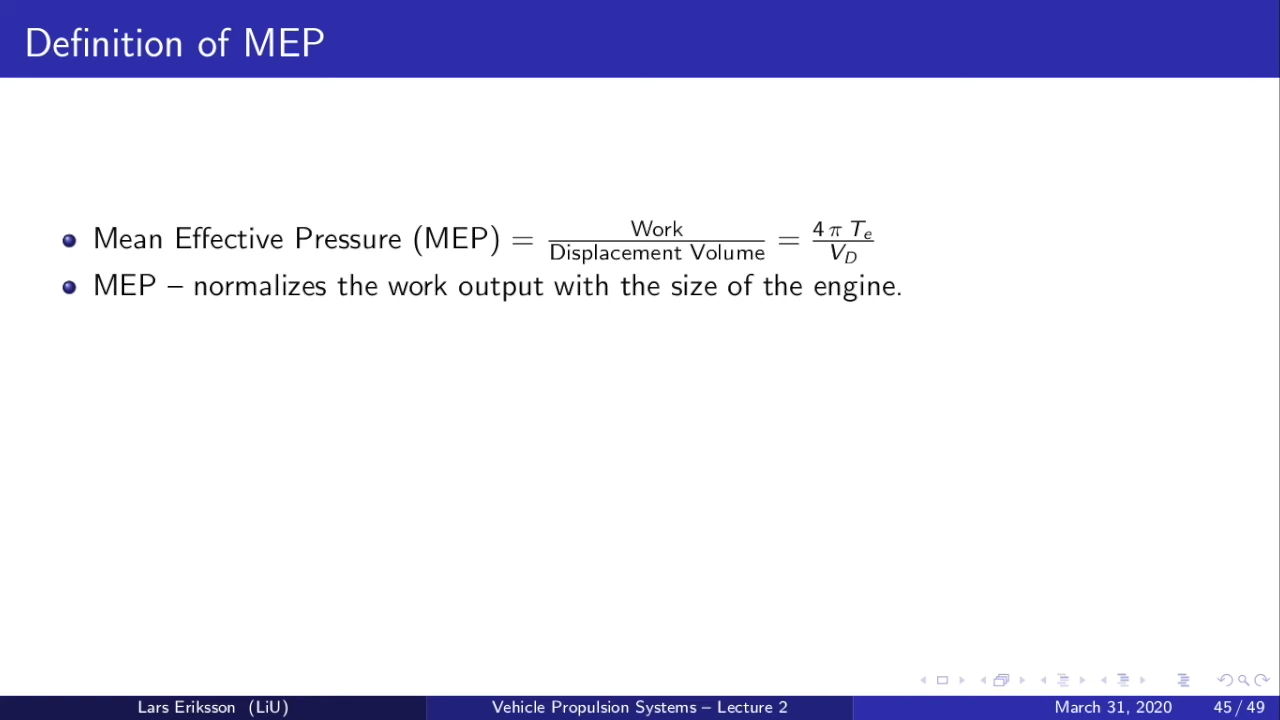 Definition of MEP
Mean Effective Pressure (MEP) = Work / Displacement Volume = 4 π T_e / V_D
MEP – normalizes the work output with the size of the engine.
Lars Eriksson (LiU) Vehicle Propulsion Systems – Lecture 2 March 31, 2020 45 / 49